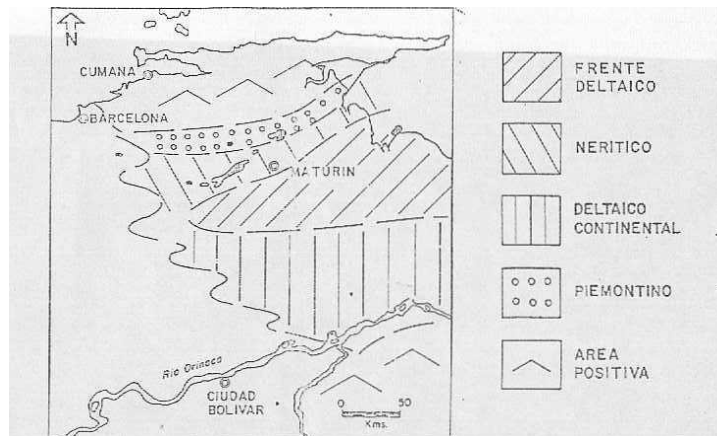 N
CUMANA
BARCELONA
MATURIN
Rio Orinoco
CIUDAD
BOLIVAR
0 50
Kms.
FRENTE
DELTAICO
NERITICO
DELTAICO
CONTINENTAL
PIEMONTINO
AREA
POSITIVA